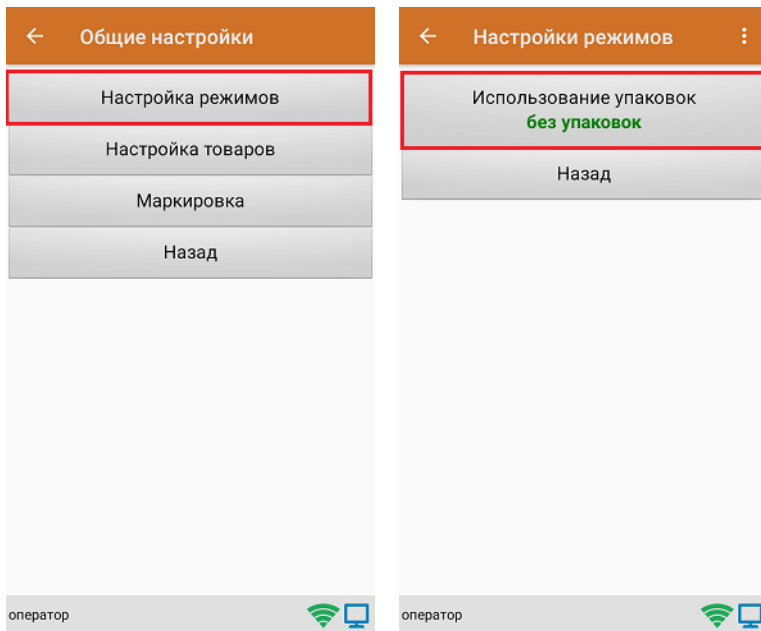 Общие настройки
Настройка режимов
Настройка товаров
Маркировка
Назад
оператор
Настройки режимов
Использование упаковок
без упаковок
Назад
оператор